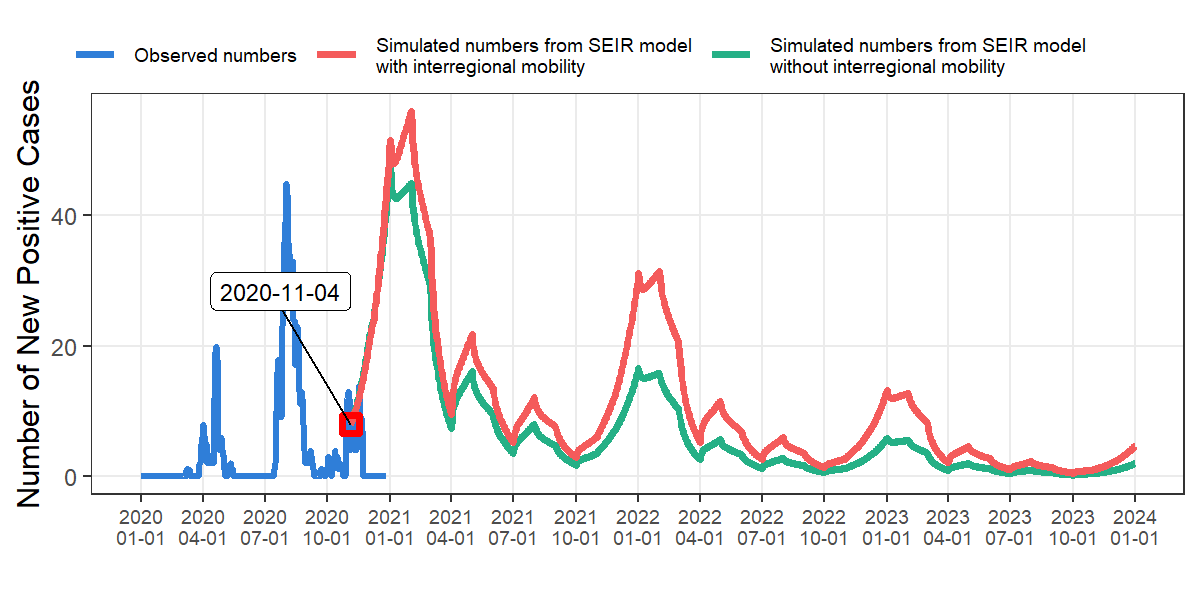 Observed numbers
Simulated numbers from SEIR model
with interregional mobility
Simulated numbers from SEIR model
without interregional mobility
Number of New Positive Cases
40
20
0
2020-11-04
2020 2020 2020 2020 2021 2021 2021 2021 2022 2022 2022 2022 2023 2023 2023 2023 2024
01-01 04-01 07-01 10-01 01-01 04-01 07-01 10-01 01-01 04-01 07-01 10-01 01-01 04-01 07-01 10-01 01-01